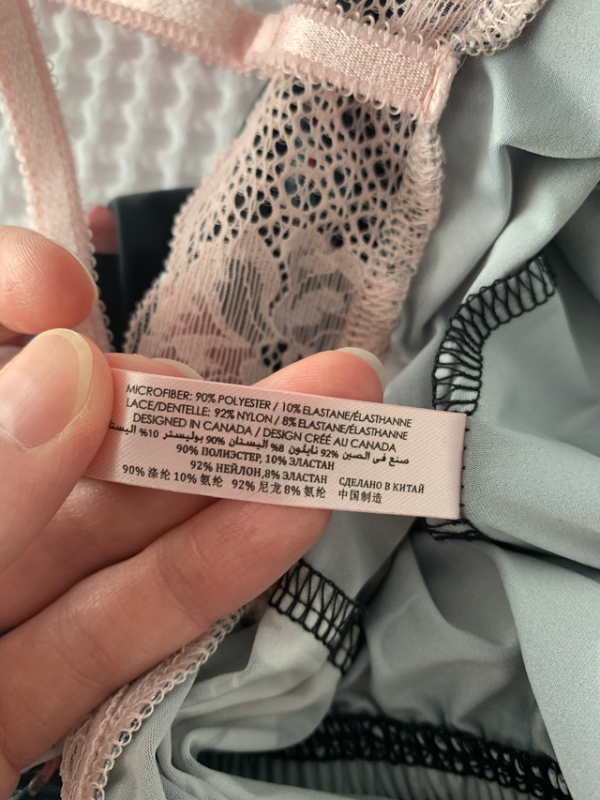 MICROFIBER: 90% POLYESTER / 10% ELASTANE/ÉLASTHANNE
LACE/DENTELLE: 92% NYLON / 8% ELASTANE/ÉLASTHANNE
DESIGNED IN CANADA / DESIGN CRÉÉ AU CANADA
صنع في الصين 92% نايلون 8% اليستان 90% بوليستر 10%
90% ПОЛИЭСТЕР, 10% ЭЛАСТАН
92% НЕЙЛОН,8% ЭЛАСТАН СДЕЛАНО В КИТАЙ
90% 涤纶 10% 氨纶 92% 尼龙 8% 氨纶 中国制造